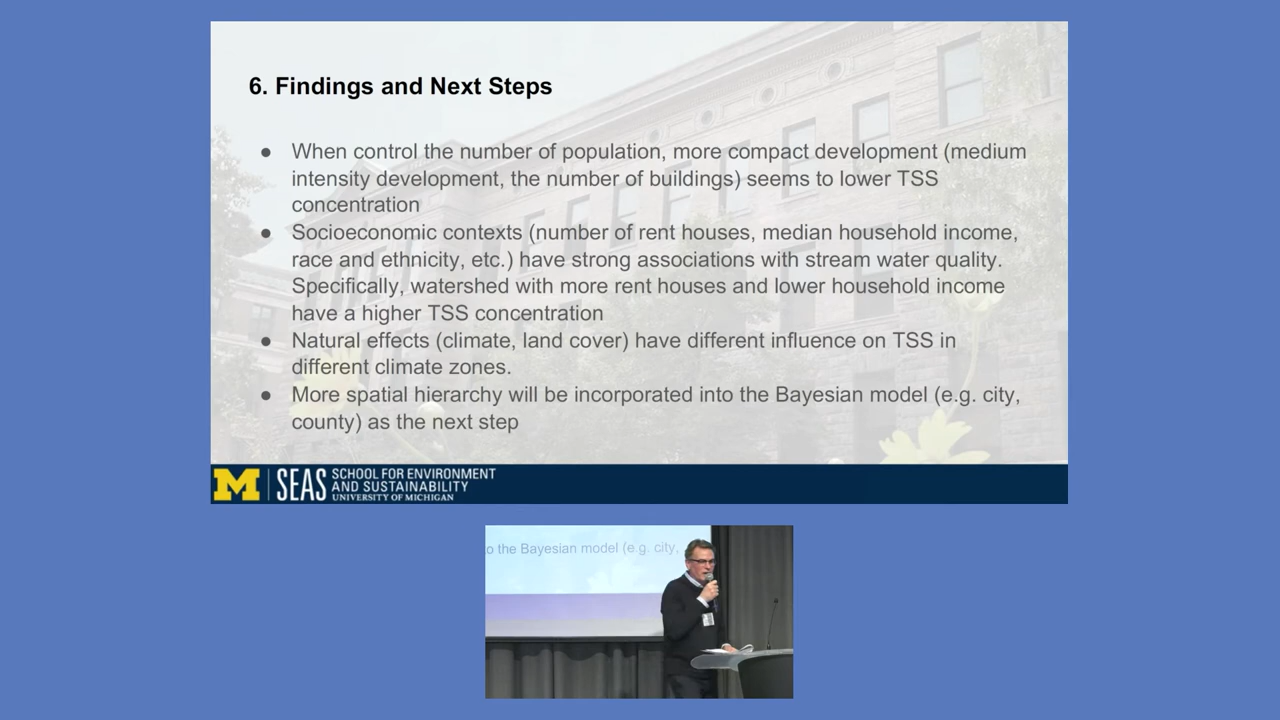 6. Findings and Next Steps
● When control the number of population, more compact development (medium
intensity development, the number of buildings) seems to lower TSS
concentration
● Socioeconomic contexts (number of rent houses, median household income,
race and ethnicity, etc.) have strong associations with stream water quality.
Specifically, watershed with more rent houses and lower household income
have a higher TSS concentration
● Natural effects (climate, land cover) have different influence on TSS in
different climate zones.
● More spatial hierarchy will be incorporated into the Bayesian model (e.g. city,
county) as the next step
M SEAS SCHOOL FOR ENVIRONMENT
AND SUSTAINABILITY
UNIVERSITY OF MICHIGAN
o the Bayesian model (e.g. city,